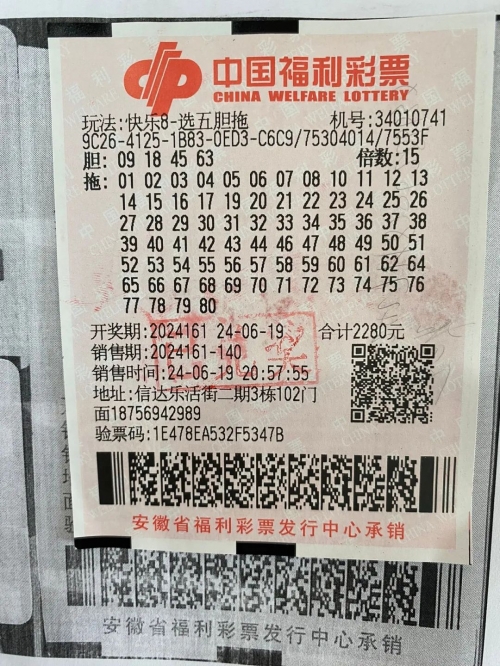 中国福利彩票
CHINA WELFARE LOTTERY
玩法:快乐8-选五胆拖 机号:34010741
9C26-4125-1B83-0ED3-C6C9/75304014/7553F
胆: 09 18 45 63 倍数:15
拖: 01 02 03 04 05 06 07 08 10 11 12 13
14 15 16 17 19 20 21 22 23 24 25 26
27 28 29 30 31 32 33 34 35 36 37 38
39 40 41 42 43 44 46 47 48 49 50 51
52 53 54 55 56 57 58 59 60 61 62 64
65 66 67 68 69 70 71 72 73 74 75 76
77 78 79 80
开奖期:2024161 24-06-19 合计2280元
销售期:2024161-140
销售时间:24-06-19 20:57:55
地址:信达乐活街二期3栋102门
面18756942989
验票码:1E478EA532F5347B
安徽省福利彩票发行中心承销
安徽省福利彩票发行中心承销